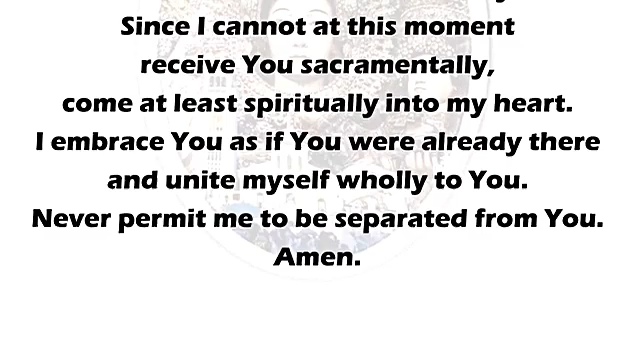 Since I cannot at this moment
receive You sacramentally,
come at least spiritually into my heart.
I embrace You as if You were already there
and unite myself wholly to You.
Never permit me to be separated from You.
Amen.